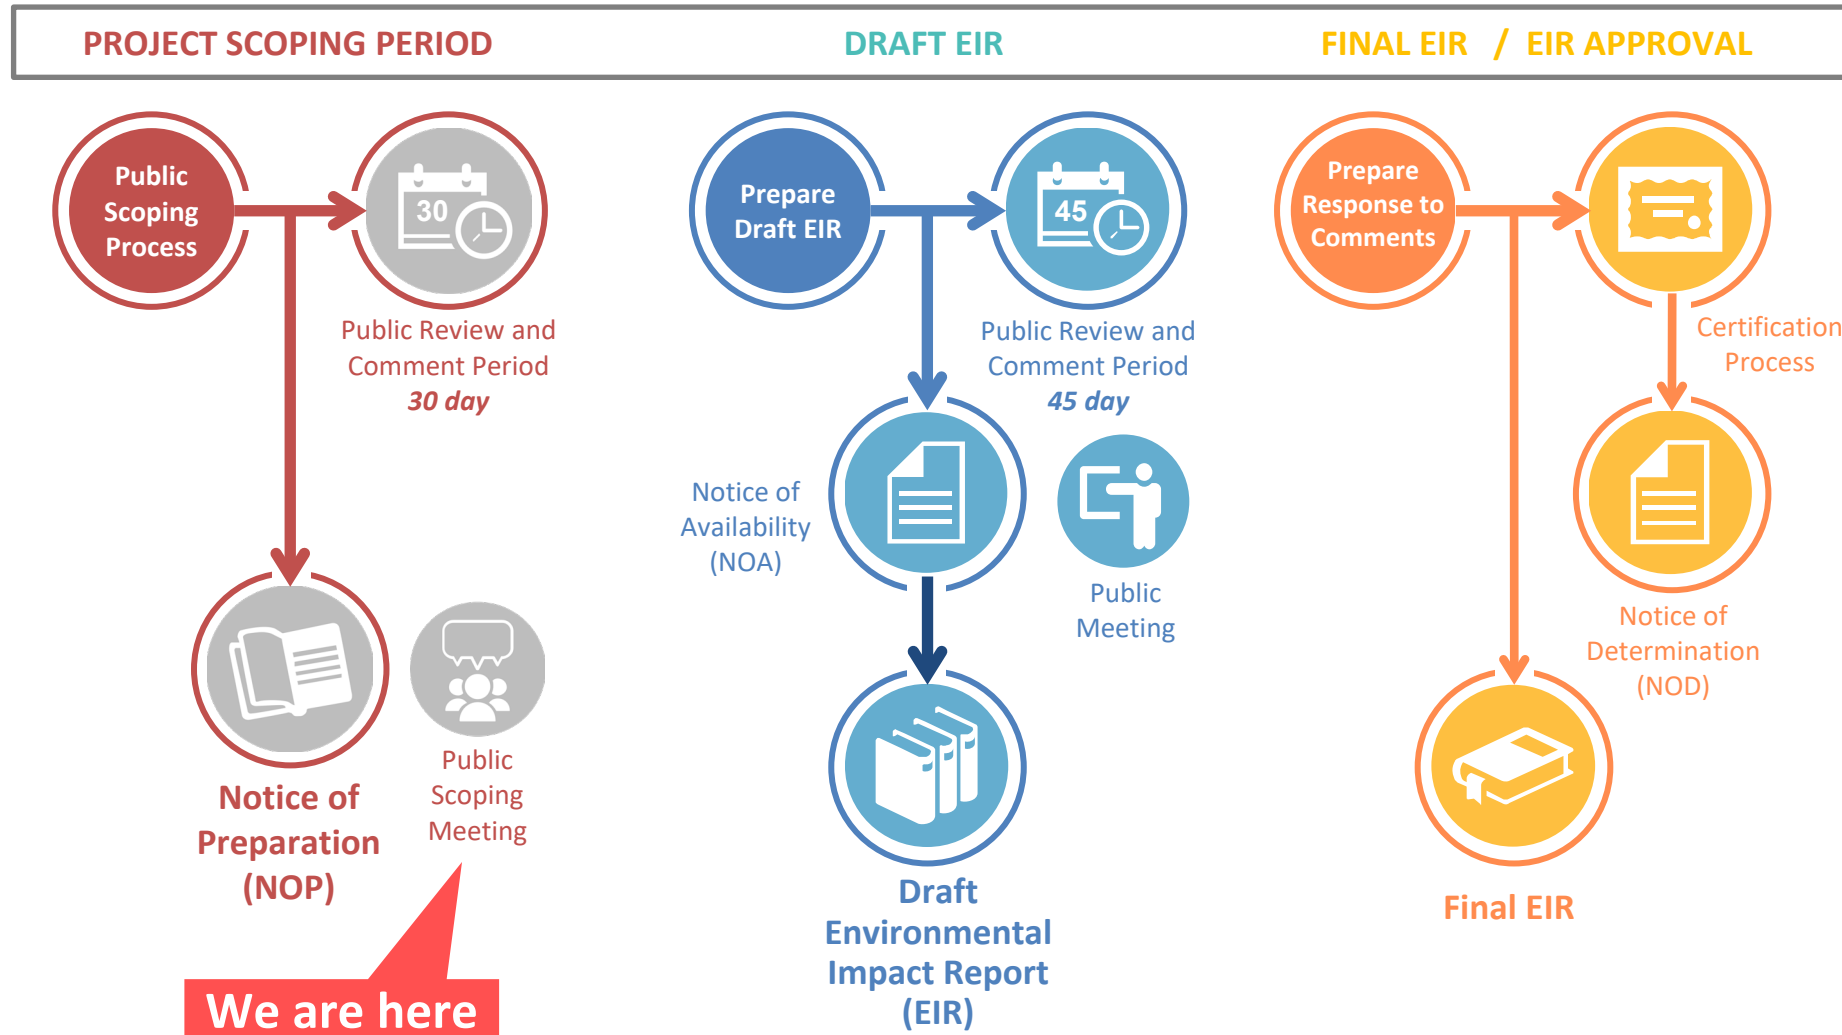 PROJECT SCOPING PERIOD
DRAFT EIR
FINAL EIR / EIR APPROVAL
Public
Scoping
Process
30
Public Review and
Comment Period
30 day
Notice of
Preparation
(NOP)
Public
Scoping
Meeting
We are here
Prepare
Draft EIR
45
Public Review and
Comment Period
45 day
Notice of
Availability
(NOA)
Public
Meeting
Draft
Environmental
Impact Report
(EIR)
Prepare
Response to
Comments
Certification
Process
Notice of
Determination
(NOD)
Final EIR